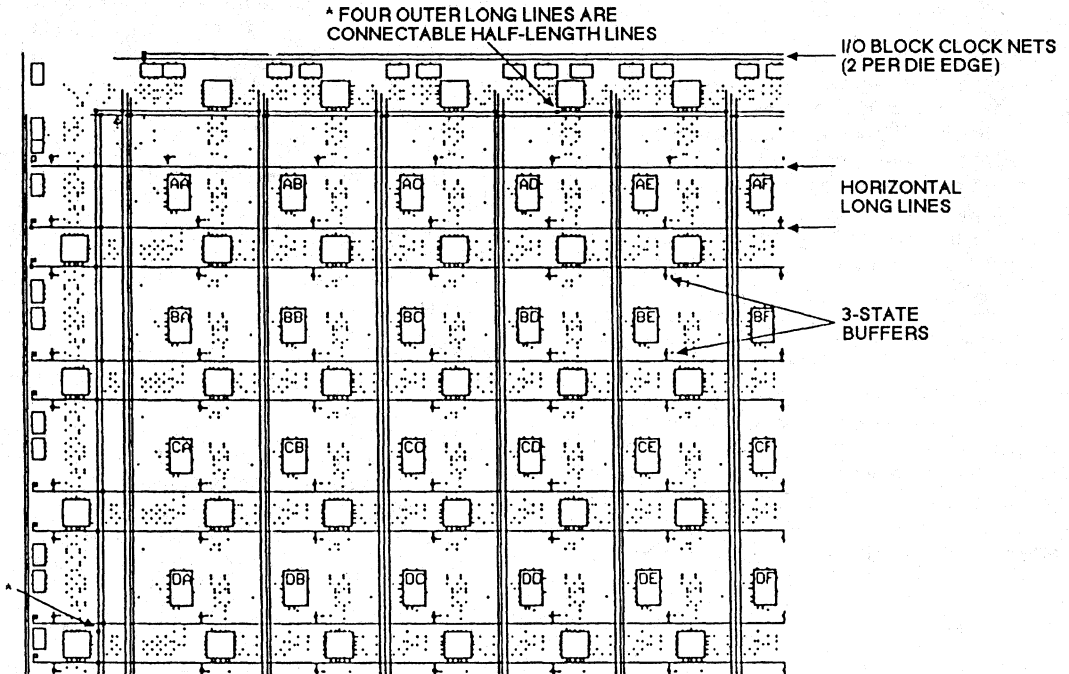 * FOUR OUTER LONG LINES ARE
CONNECTABLE HALF-LENGTH LINES
I/O BLOCK CLOCK NETS
(2 PER DIE EDGE)
HORIZONTAL
LONG LINES
AA AB AC AD AE AF
3-STATE
BUFFERS
BA BB BC BD BE BF
CA CB CC CD CE CF
DA DB DC DD DE DF
*